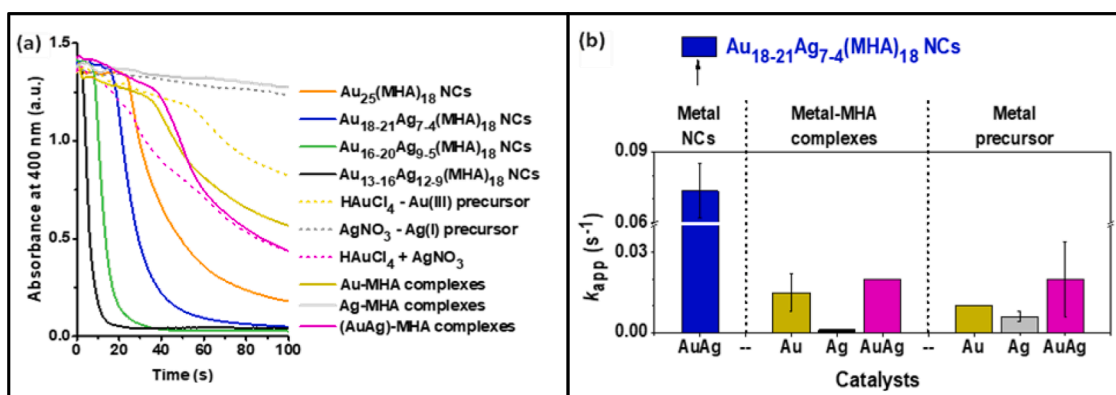 (a)
1.5
1.0
0.5
0.0
Absorbance at 400 nm (a.u.)
0 20 40 60 80 100
Time (s)
Au25(MHA)18 NCs
Au18-21Ag7-4(MHA)18 NCs
Au16-20Ag9-5(MHA)18 NCs
Au13-16Ag12-9(MHA)18 NCs
HAuCl4 - Au(III) precursor
AgNO3 - Ag(I) precursor
HAuCl4 + AgNO3
Au-MHA complexes
Ag-MHA complexes
(AuAg)-MHA complexes
(b)
Au18-21Ag7-4(MHA)18 NCs
Metal
NCs
Metal-MHA
complexes
Metal
precursor
0.09
0.06
0.03
0.00
kapp (s-1)
AuAg -- Au Ag AuAg -- Au Ag AuAg
Catalysts